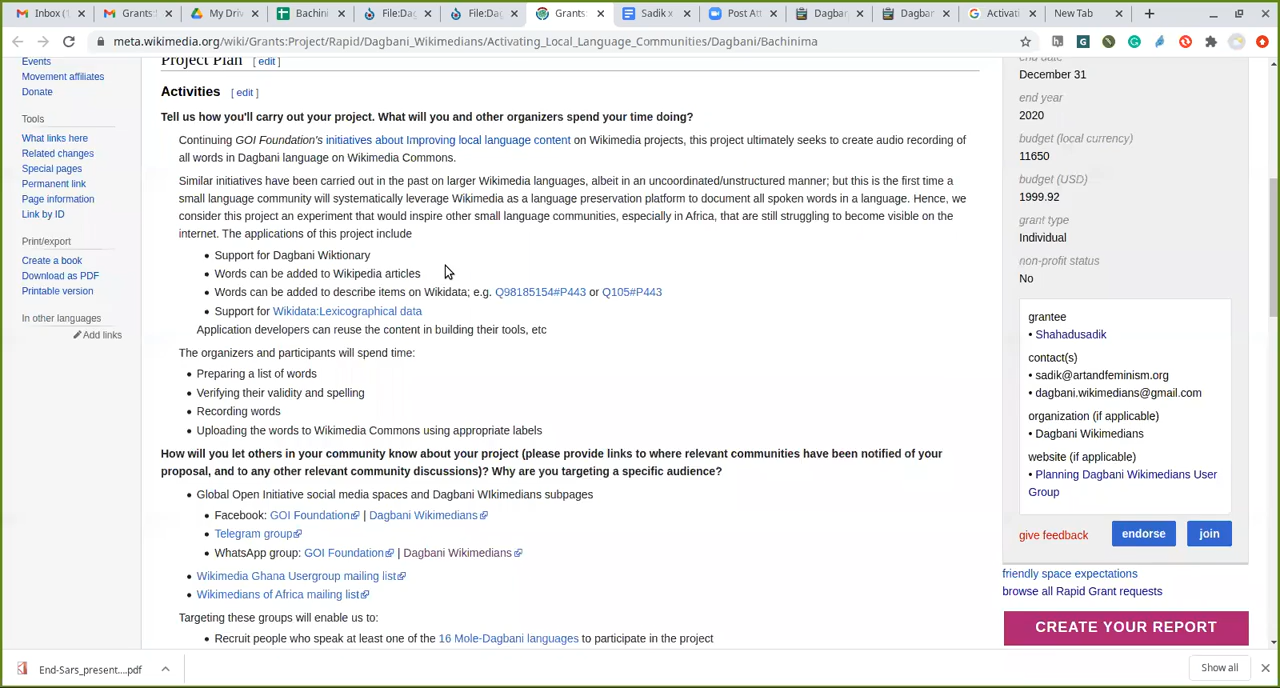 Inbox (1
Grants:
My Driv
Bachini
File:Dag
File:Dag
Grants:
Sadik x
Post Att
Dagbar
Dagbar
Activati
New Tab
meta.wikimedia.org/wiki/Grants:Project/Rapid/Dagbani_Wikimedians/Activating_Local_Language_Communities/Dagbani/Bachinima
Events
Movement affiliates
Donate
Tools
What links here
Related changes
Special pages
Permanent link
Page information
Link by ID
Print/export
Create a book
Download as PDF
Printable version
In other languages
Add links
Project Plan [ edit ]
Activities [ edit ]
Tell us how you'll carry out your project. What will you and other organizers spend your time doing?
Continuing GOI Foundation's initiatives about Improving local language content on Wikimedia projects, this project ultimately seeks to create audio recording of
all words in Dagbani language on Wikimedia Commons.
Similar initiatives have been carried out in the past on larger Wikimedia languages, albeit in an uncoordinated/unstructured manner; but this is the first time a
small language community will systematically leverage Wikimedia as a language preservation platform to document all spoken words in a language. Hence, we
consider this project an experiment that would inspire other small language communities, especially in Africa, that are still struggling to become visible on the
internet. The applications of this project include
• Support for Dagbani Wiktionary
• Words can be added to Wikipedia articles
• Words can be added to describe items on Wikidata; e.g. Q98185154#P443 or Q105#P443
• Support for Wikidata:Lexicographical data
Application developers can reuse the content in building their tools, etc
The organizers and participants will spend time:
• Preparing a list of words
• Verifying their validity and spelling
• Recording words
• Uploading the words to Wikimedia Commons using appropriate labels
How will you let others in your community know about your project (please provide links to where relevant communities have been notified of your
proposal, and to any other relevant community discussions)? Why are you targeting a specific audience?
• Global Open Initiative social media spaces and Dagbani WIkimedians subpages
• Facebook: GOI Foundation | Dagbani Wikimedians
• Telegram group
• WhatsApp group: GOI Foundation | Dagbani Wikimedians
• Wikimedia Ghana Usergroup mailing list
• Wikimedians of Africa mailing list
Targeting these groups will enable us to:
• Recruit people who speak at least one of the 16 Mole-Dagbani languages to participate in the project
end date
December 31
end year
2020
budget (local currency)
11650
budget (USD)
1999.92
grant type
Individual
non-profit status
No
grantee
• Shahadusadik
contact(s)
• sadik@artandfeminism.org
• dagbani.wikimedians@gmail.com
organization (if applicable)
• Dagbani Wikimedians
website (if applicable)
• Planning Dagbani Wikimedians User
Group
give feedback
endorse
join
friendly space expectations
browse all Rapid Grant requests
CREATE YOUR REPORT
End-Sars_present....pdf
Show all